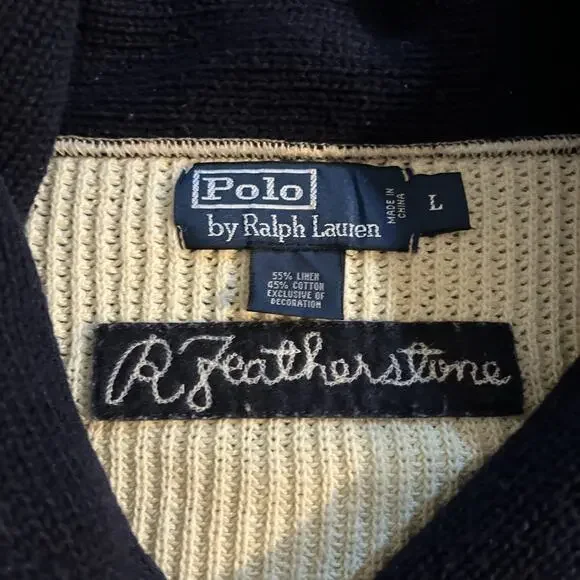 Polo
by Ralph Lauren
MADE IN
CHINA
L
55% LINEN
45% COTTON
EXCLUSIVE OF
DECORATION
R Featherstone